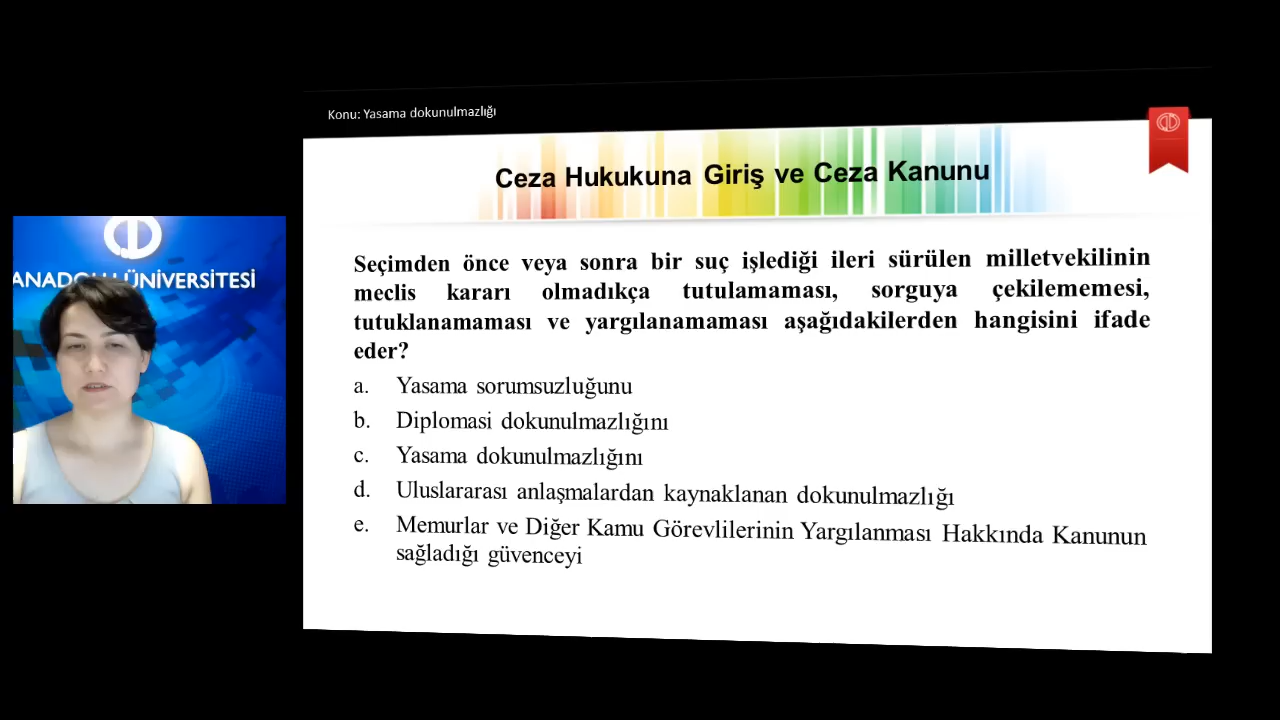 Konu: Yasama dokunulmazlığı
Ceza Hukukuna Giriş ve Ceza Kanunu
ANADOLU ÜNİVERSİTESİ
Seçimden önce veya sonra bir suç işlediği ileri sürülen milletvekilinin
meclis kararı olmadıkça tutulamaması, sorguya çekilememesi,
tutuklanamaması ve yargılanamaması aşağıdakilerden hangisini ifade
eder?
a. Yasama sorumsuzluğunu
b. Diplomasi dokunulmazlığını
c. Yasama dokunulmazlığını
d. Uluslararası anlaşmalardan kaynaklanan dokunulmazlığı
e. Memurlar ve Diğer Kamu Görevlilerinin Yargılanması Hakkında Kanunun
sağladığı güvenceyi